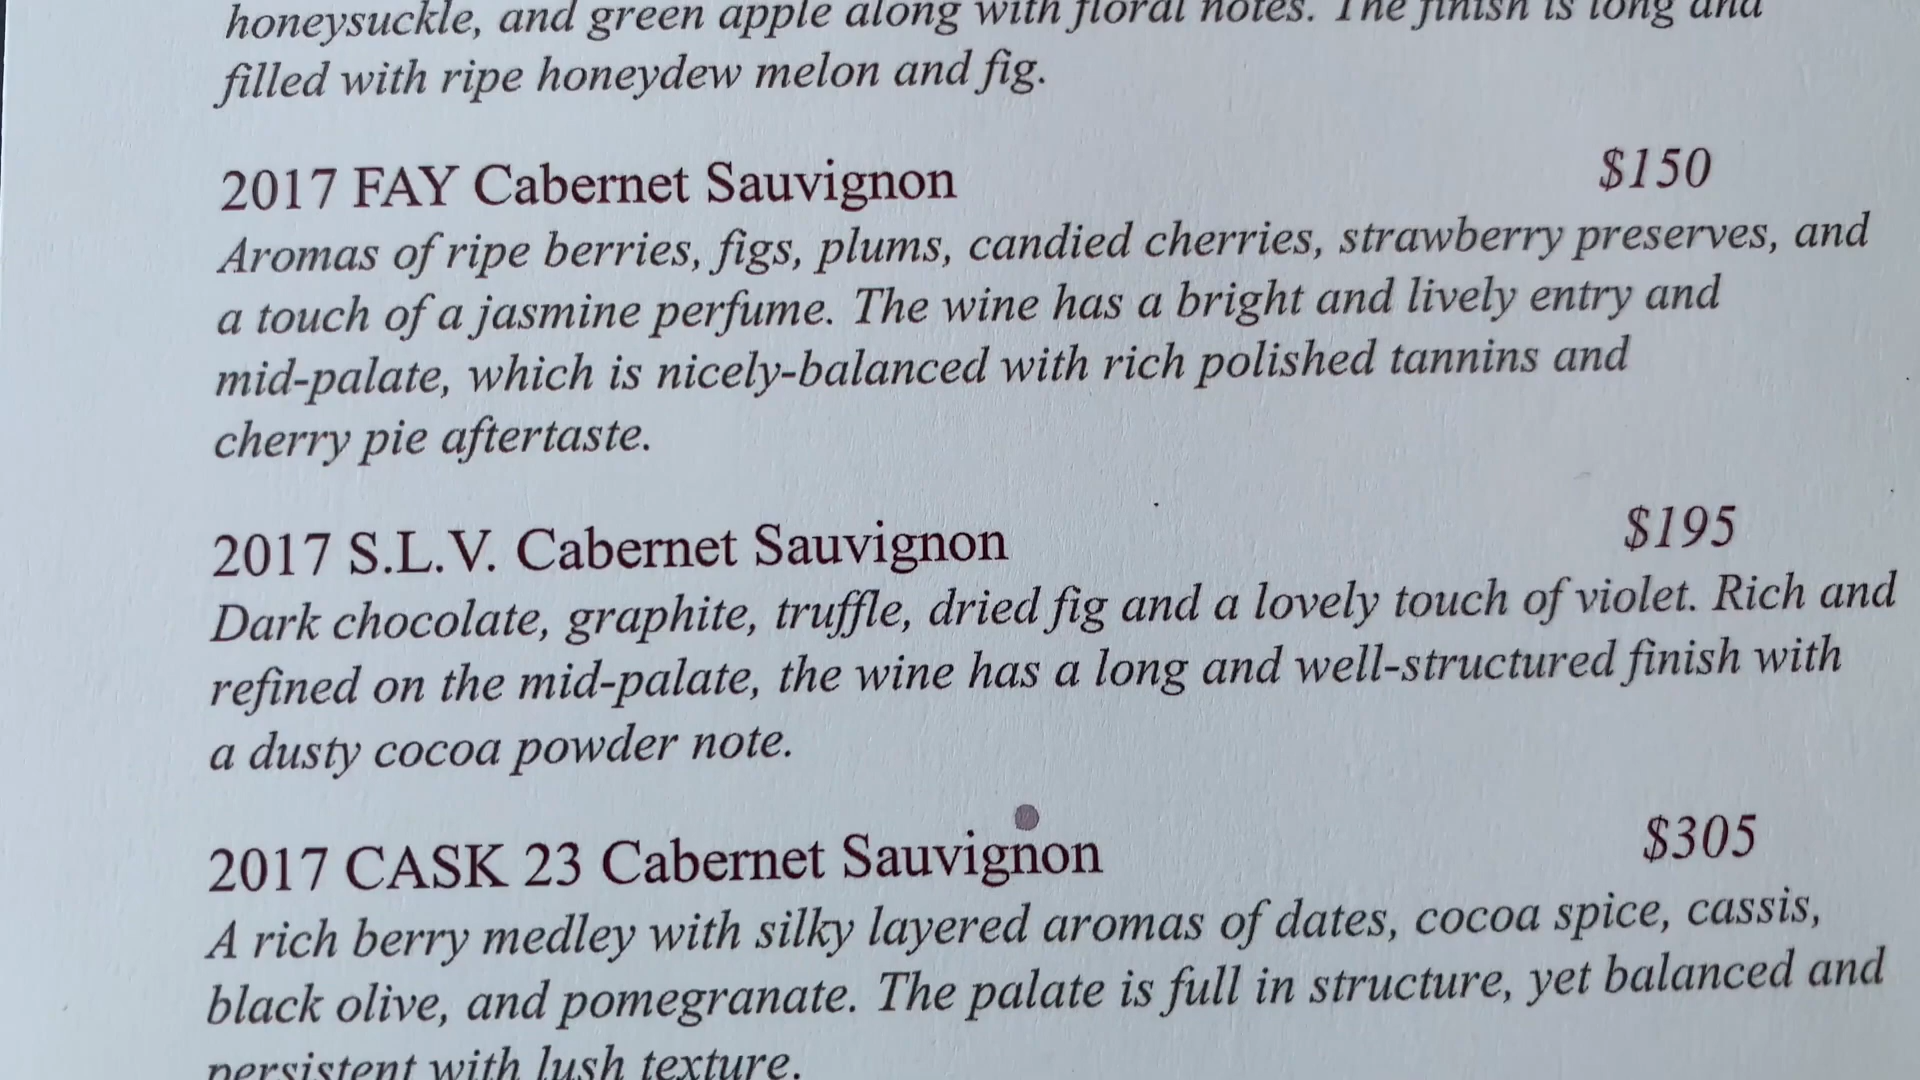 honeysuckle, and green apple along with floral notes. The finish is long and
filled with ripe honeydew melon and fig.
2017 FAY Cabernet Sauvignon $150
Aromas of ripe berries, figs, plums, candied cherries, strawberry preserves, and
a touch of a jasmine perfume. The wine has a bright and lively entry and
mid-palate, which is nicely-balanced with rich polished tannins and
cherry pie aftertaste.
2017 S.L.V. Cabernet Sauvignon $195
Dark chocolate, graphite, truffle, dried fig and a lovely touch of violet. Rich and
refined on the mid-palate, the wine has a long and well-structured finish with
a dusty cocoa powder note.
2017 CASK 23 Cabernet Sauvignon $305
A rich berry medley with silky layered aromas of dates, cocoa spice, cassis,
black olive, and pomegranate. The palate is full in structure, yet balanced and
persistent with lush texture.